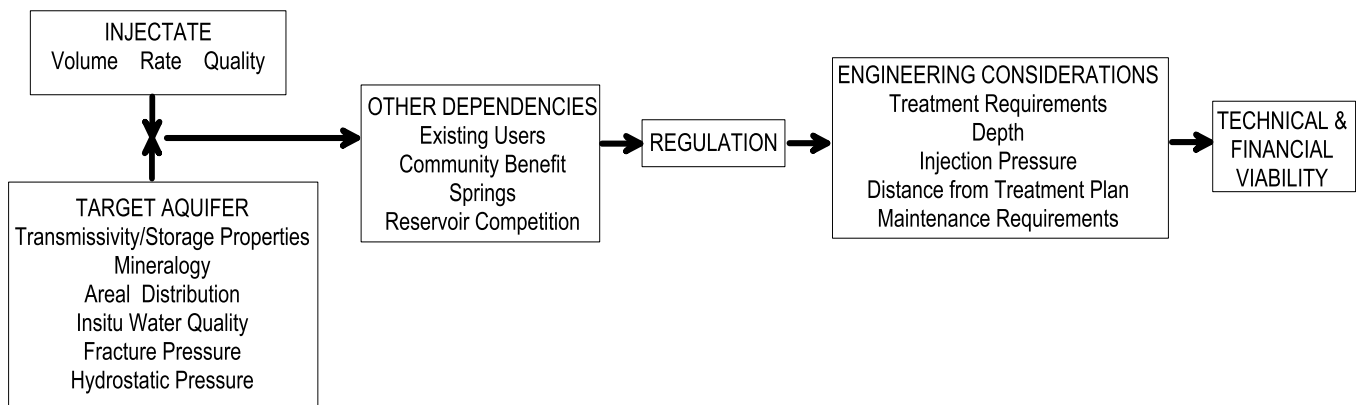 INJECTATE
Volume Rate Quality
TARGET AQUIFER
Transmissivity/Storage Properties
Mineralogy
Areal Distribution
Insitu Water Quality
Fracture Pressure
Hydrostatic Pressure
OTHER DEPENDENCIES
Existing Users
Community Benefit
Springs
Reservoir Competition
REGULATION
ENGINEERING CONSIDERATIONS
Treatment Requirements
Depth
Injection Pressure
Distance from Treatment Plan
Maintenance Requirements
TECHNICAL &
FINANCIAL
VIABILITY